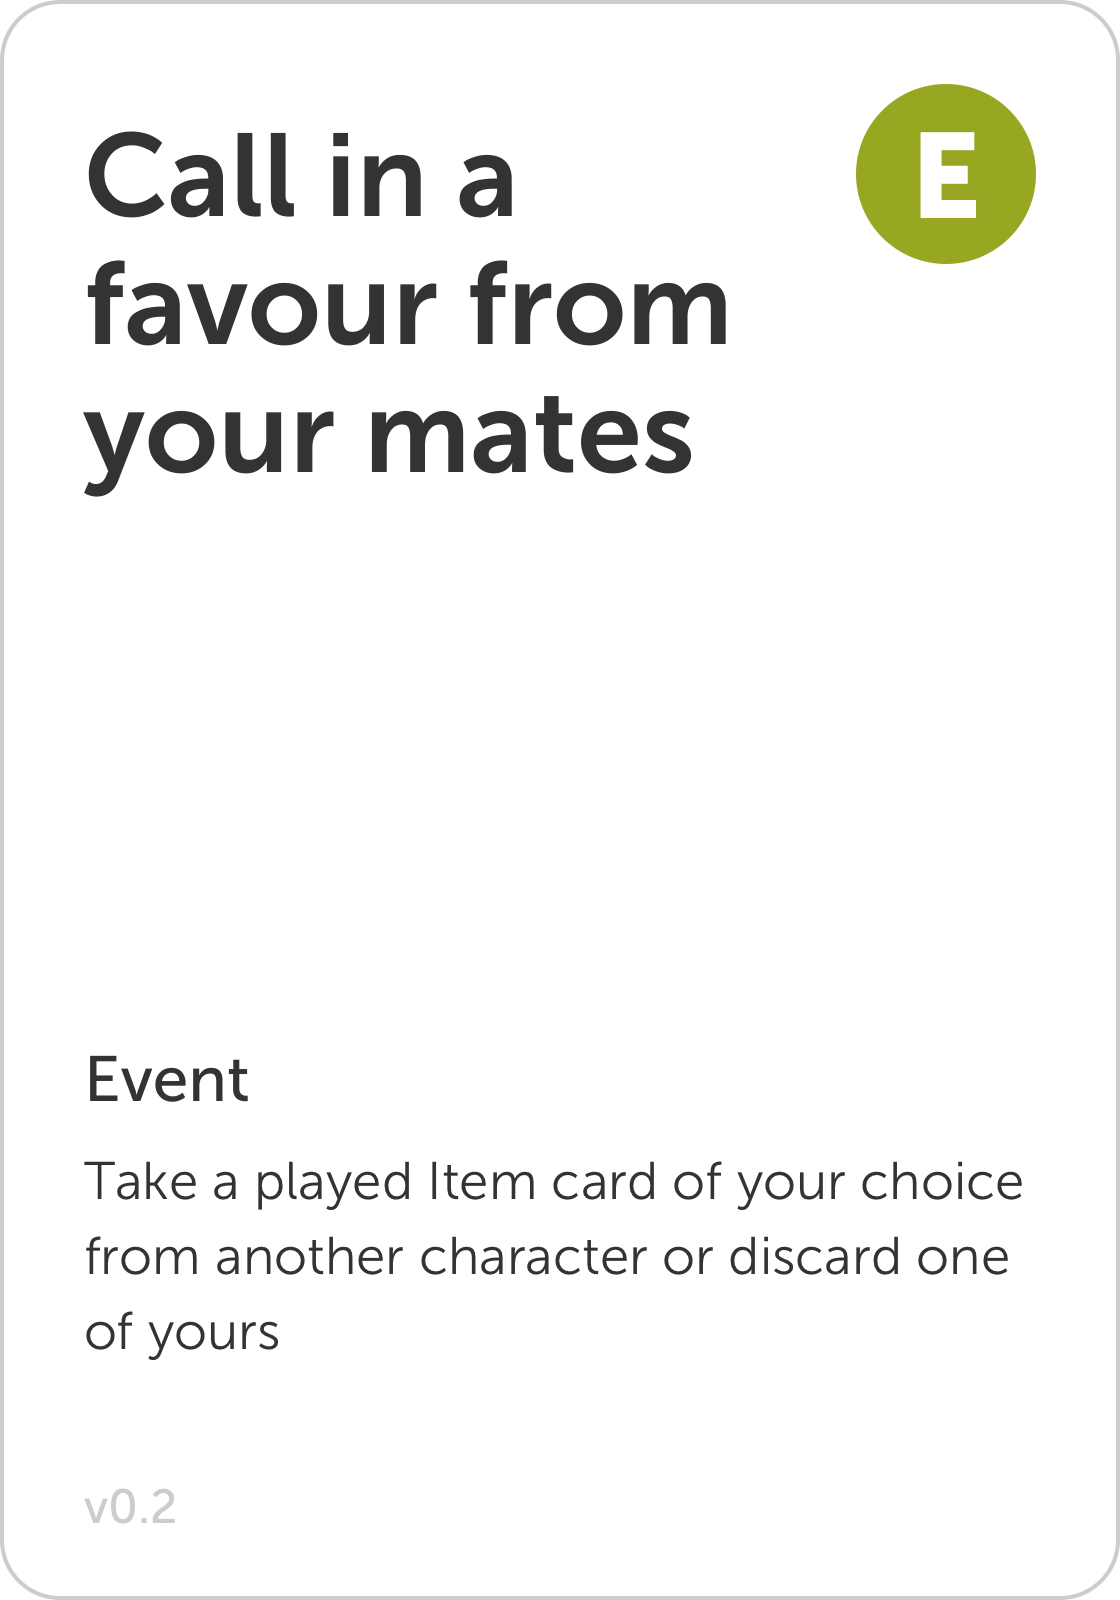 Call in a
E
favour from
your mates
Event
Take a played Item card of your choice
from another character or discard one
of yours
v0.2